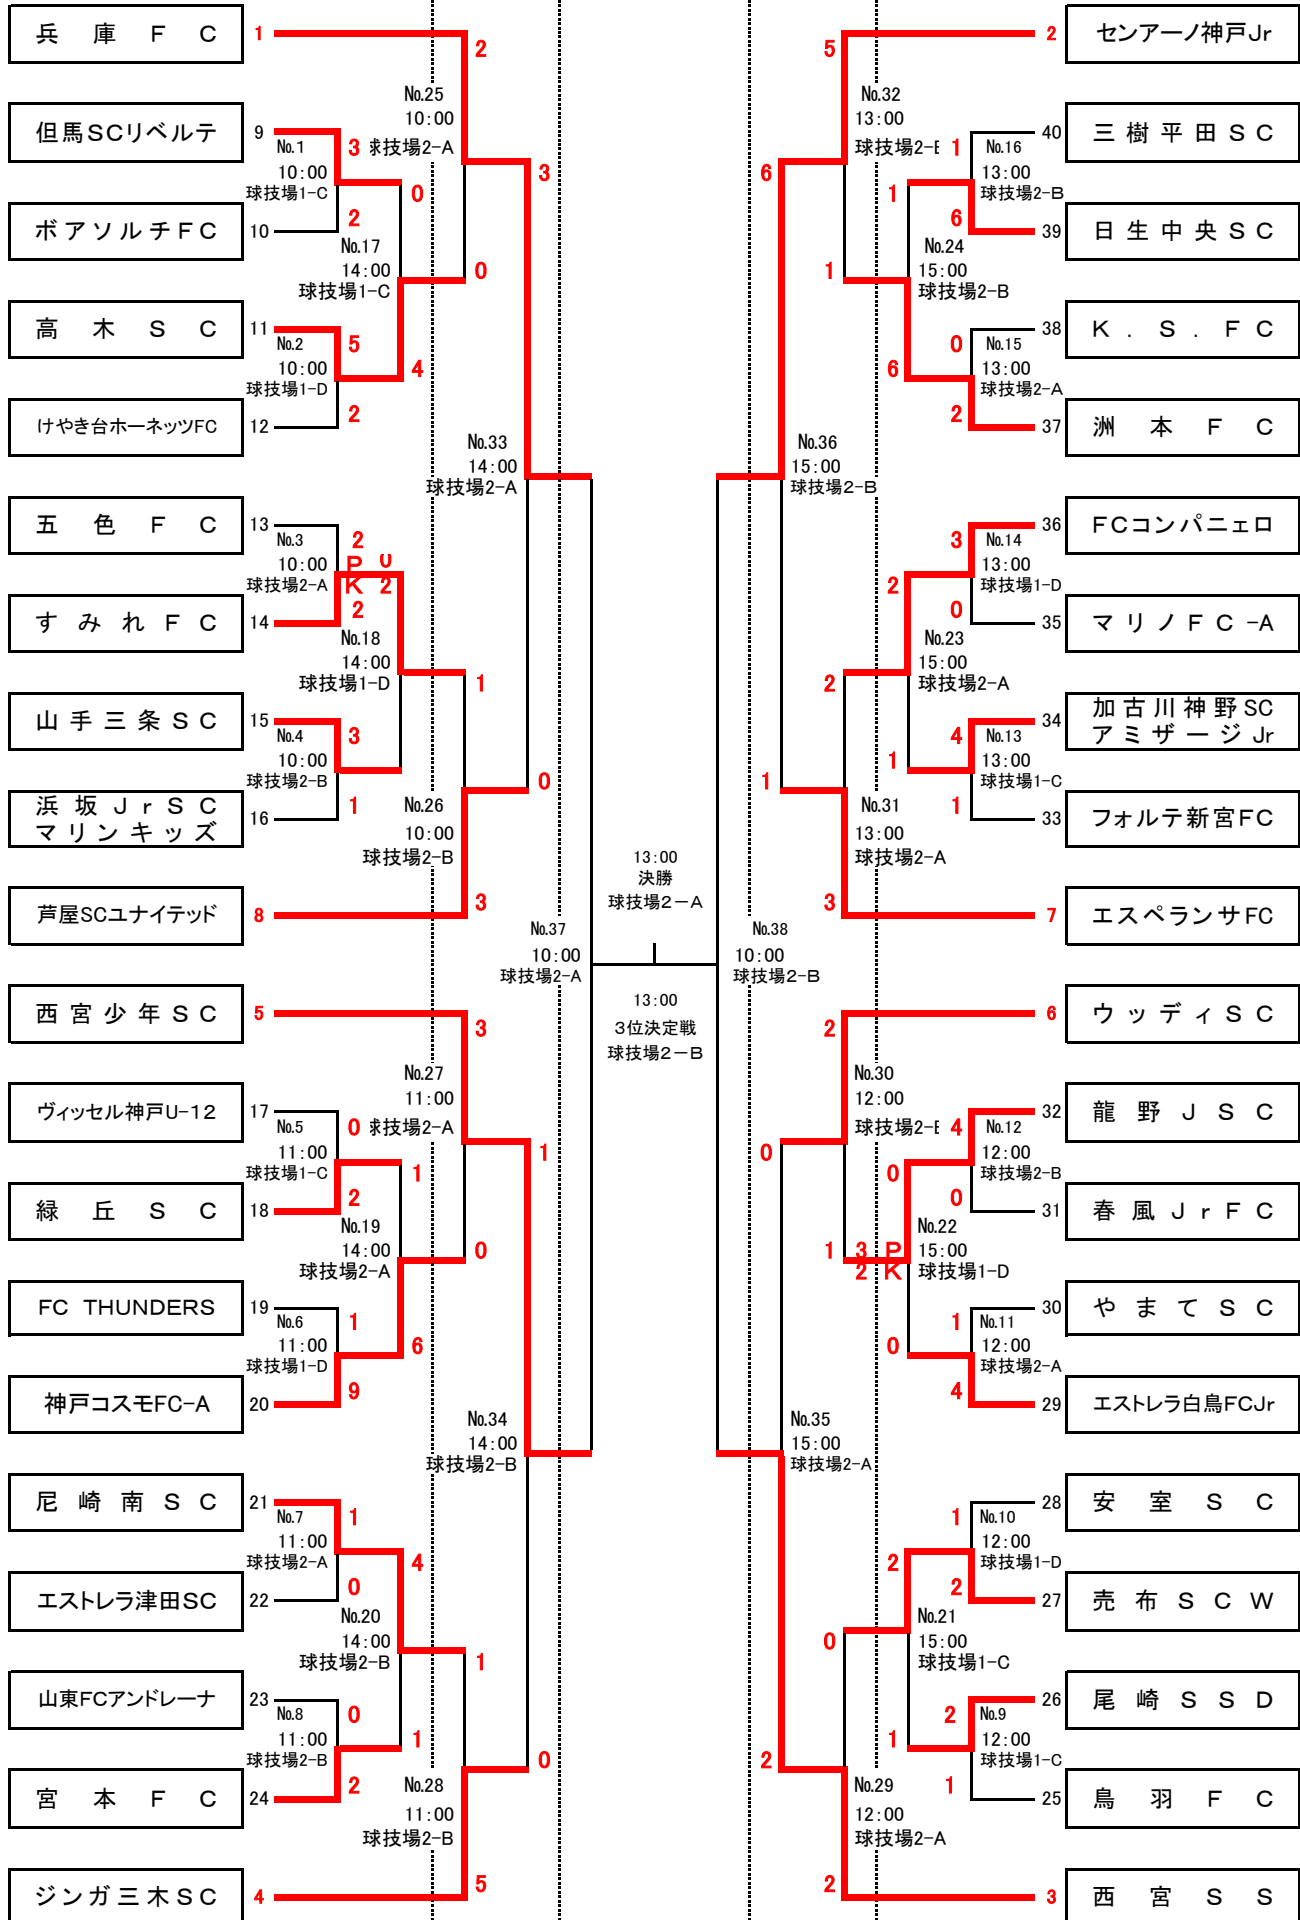 兵庫FC 1
2
No.25
10:00
球技場2-A
但馬SCリベルテ 9
No.1
10:00
球技場1-C
3
2
0
ボアソルチFC 10
No.17
14:00
球技場1-C
0
3
高木SC 11
No.2
10:00
球技場1-D
5
2
4
けやき台ホーネッツFC 12
No.33
14:00
球技場2-A
五色FC 13
No.3
10:00
球技場2-A
2
PK
0
2
2
すみれFC 14
No.18
14:00
球技場1-D
1
山手三条SC 15
No.4
10:00
球技場2-B
3
1
浜坂JrSC
マリンキッズ
16
No.26
10:00
球技場2-B
0
芦屋SCユナイテッド 8
3
No.37
10:00
球技場2-A
西宮少年SC 5
3
No.27
11:00
球技場2-A
ヴィッセル神戸U-12 17
No.5
11:00
球技場1-C
0
2
1
1
緑丘SC 18
No.19
14:00
球技場2-A
0
FC THUNDERS 19
No.6
11:00
球技場1-D
1
9
6
神戸コスモFC-A 20
No.34
14:00
球技場2-B
尼崎南SC 21
No.7
11:00
球技場2-A
1
0
4
エストレラ津田SC 22
No.20
14:00
球技場2-B
1
山東FCアンドレーナ 23
No.8
11:00
球技場2-B
0
2
1
0
宮本FC 24
No.28
11:00
球技場2-B
ジンガ三木SC 4
5
13:00
決勝
球技場2-A
13:00
3位決定戦
球技場2-B
5
2 センアーノ神戸Jr
No.32
13:00
球技場2-B
6
1
1
40 三樹平田SC
No.16
13:00
球技場2-B
6
39 日生中央SC
1
No.24
15:00
球技場2-B
6
0
38 K.S.FC
No.15
13:00
球技場2-A
2
37 洲本FC
No.36
15:00
球技場2-B
3
36 FCコンパニェロ
No.14
13:00
球技場1-D
2
0
35 マリノFC-A
2
No.23
15:00
球技場2-A
4
34 加古川神野SC
アミザージJr
No.13
13:00
球技場1-C
1
1
1
33 フォルテ新宮FC
No.31
13:00
球技場2-A
3
7 エスペランサFC
No.38
10:00
球技場2-B
2
6 ウッディSC
No.30
12:00
球技場2-B
0
4
32 龍野JSC
No.12
12:00
球技場2-B
0
0
31 春風JrFC
1
3
2
PK
No.22
15:00
球技場1-D
0
1
30 やまてSC
No.11
12:00
球技場2-A
4
29 エストレラ白鳥FCJr
No.35
15:00
球技場2-A
1
28 安室SC
No.10
12:00
球技場1-D
2
2
27 売布SCW
0
No.21
15:00
球技場1-C
2
26 尾崎SSD
No.9
12:00
球技場1-C
2
1
1
25 鳥羽FC
No.29
12:00
球技場2-A
2
3 西宮SS